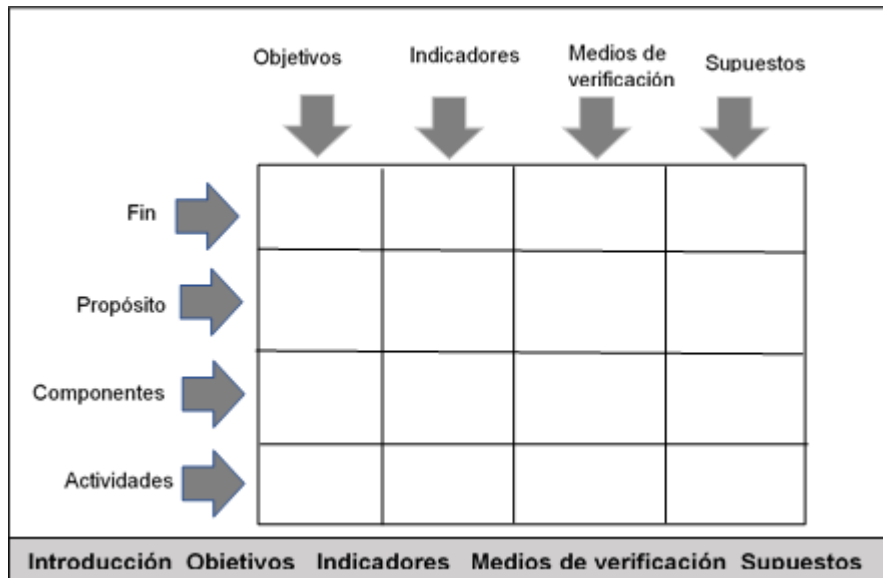 Objetivos
Indicadores
Medios de
verificación
Supuestos
Fin
Propósito
Componentes
Actividades
Introducción Objetivos Indicadores Medios de verificación Supuestos